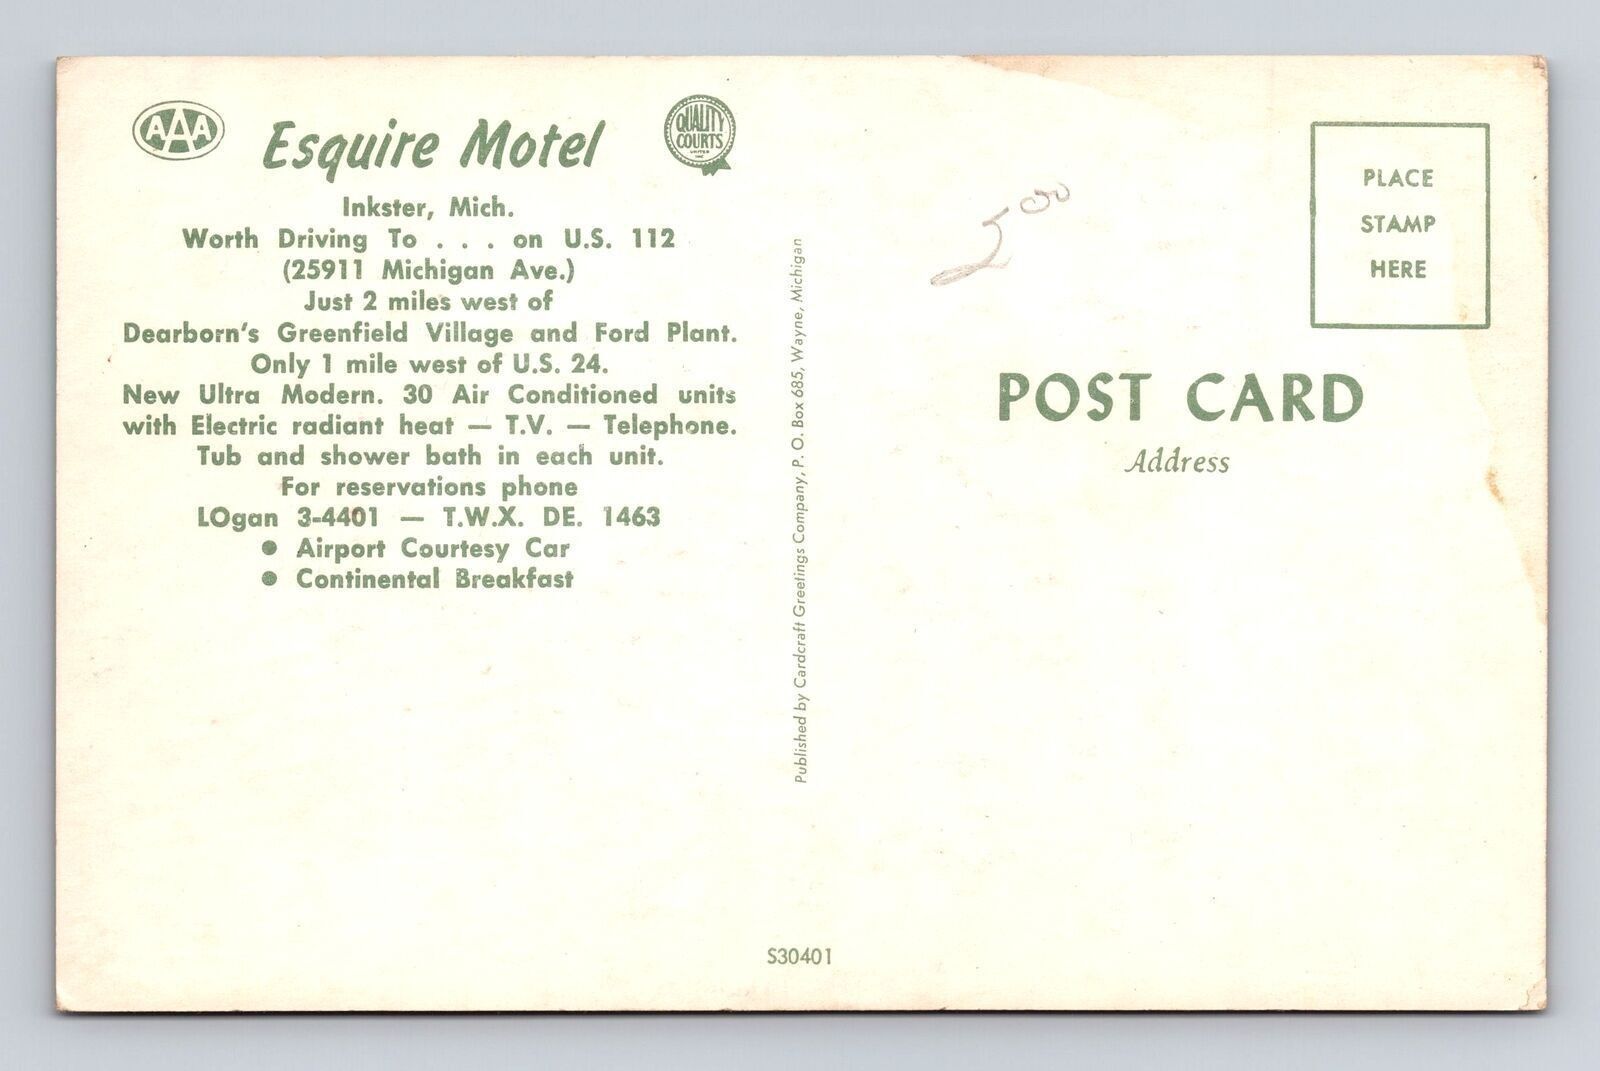 AAA
Esquire Motel
QUALITY
COURTS
UNITED
INC
Inkster, Mich.
Worth Driving To . . . on U.S. 112
(25911 Michigan Ave.)
Just 2 miles west of
Dearborn's Greenfield Village and Ford Plant.
Only 1 mile west of U.S. 24.
New Ultra Modern. 30 Air Conditioned units
with Electric radiant heat — T.V. — Telephone.
Tub and shower bath in each unit.
For reservations phone
LOgan 3-4401 — T.W.X. DE. 1463
• Airport Courtesy Car
• Continental Breakfast
Published by Cardcraft Greetings Company, P. O. Box 685, Wayne, Michigan
S30401
5 00
PLACE
STAMP
HERE
POST CARD
Address